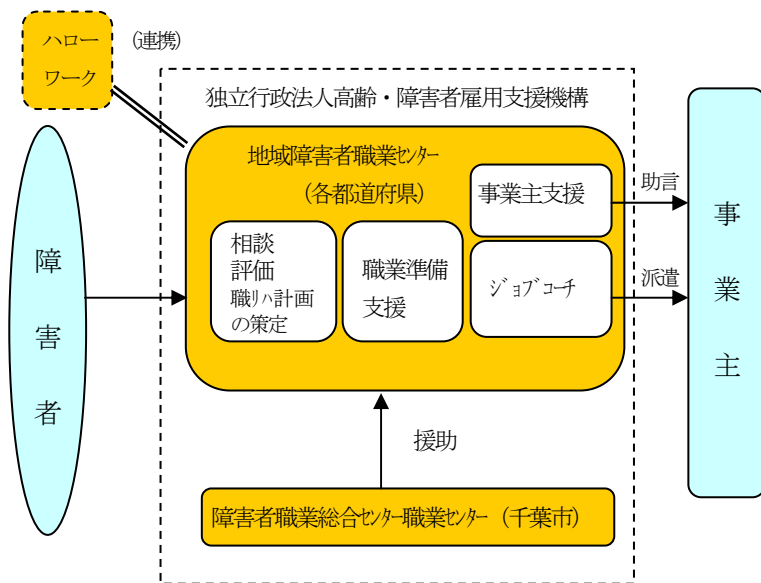 ハロー
ワーク
（連携）
独立行政法人高齢・障害者雇用支援機構
地域障害者職業ｾﾝﾀｰ
（各都道府県）
相談
評価
職ﾘﾊ計画
の策定
職業準備
支援
事業主支援
ｼﾞｮﾌﾞｺｰﾁ
助言
派遣
障害者
事業主
援助
障害者職業総合ｾﾝﾀｰ職業ｾﾝﾀｰ（千葉市）